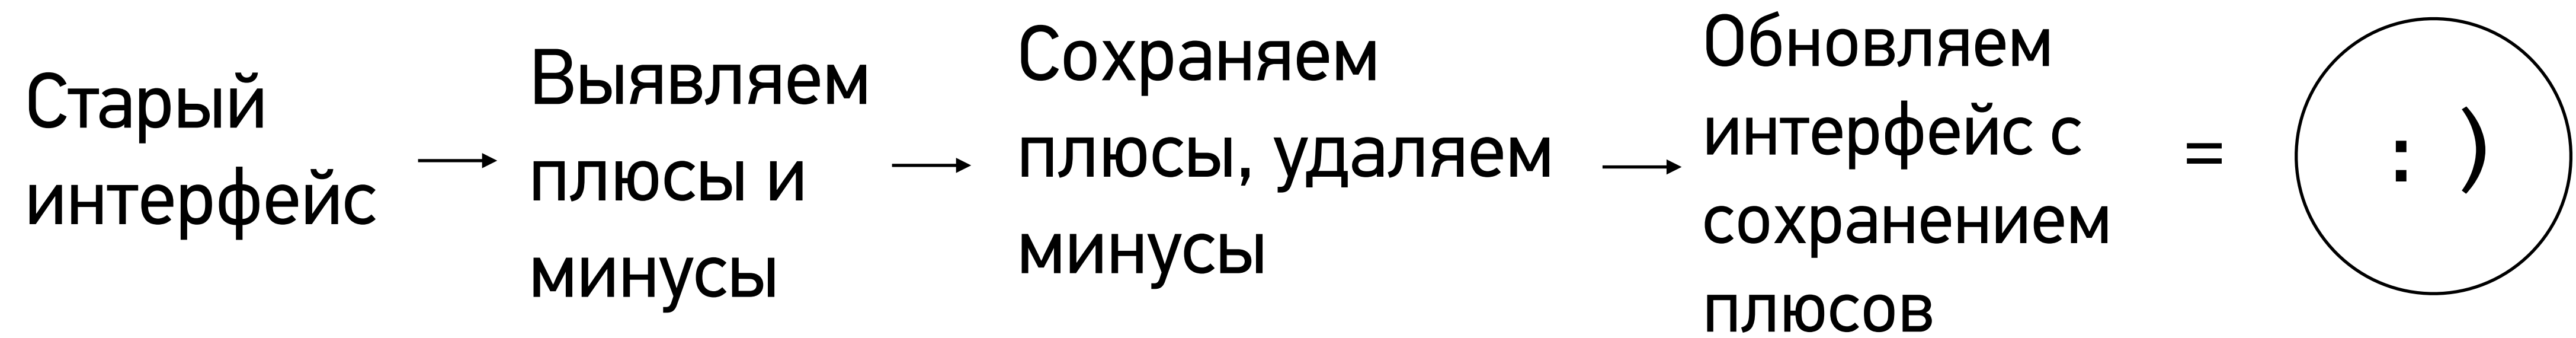 Старый
интерфейс
Выявляем
плюсы и
минусы
Сохраняем
плюсы, удаляем
минусы
Обновляем
интерфейс с
сохранением
плюсов
=
: )